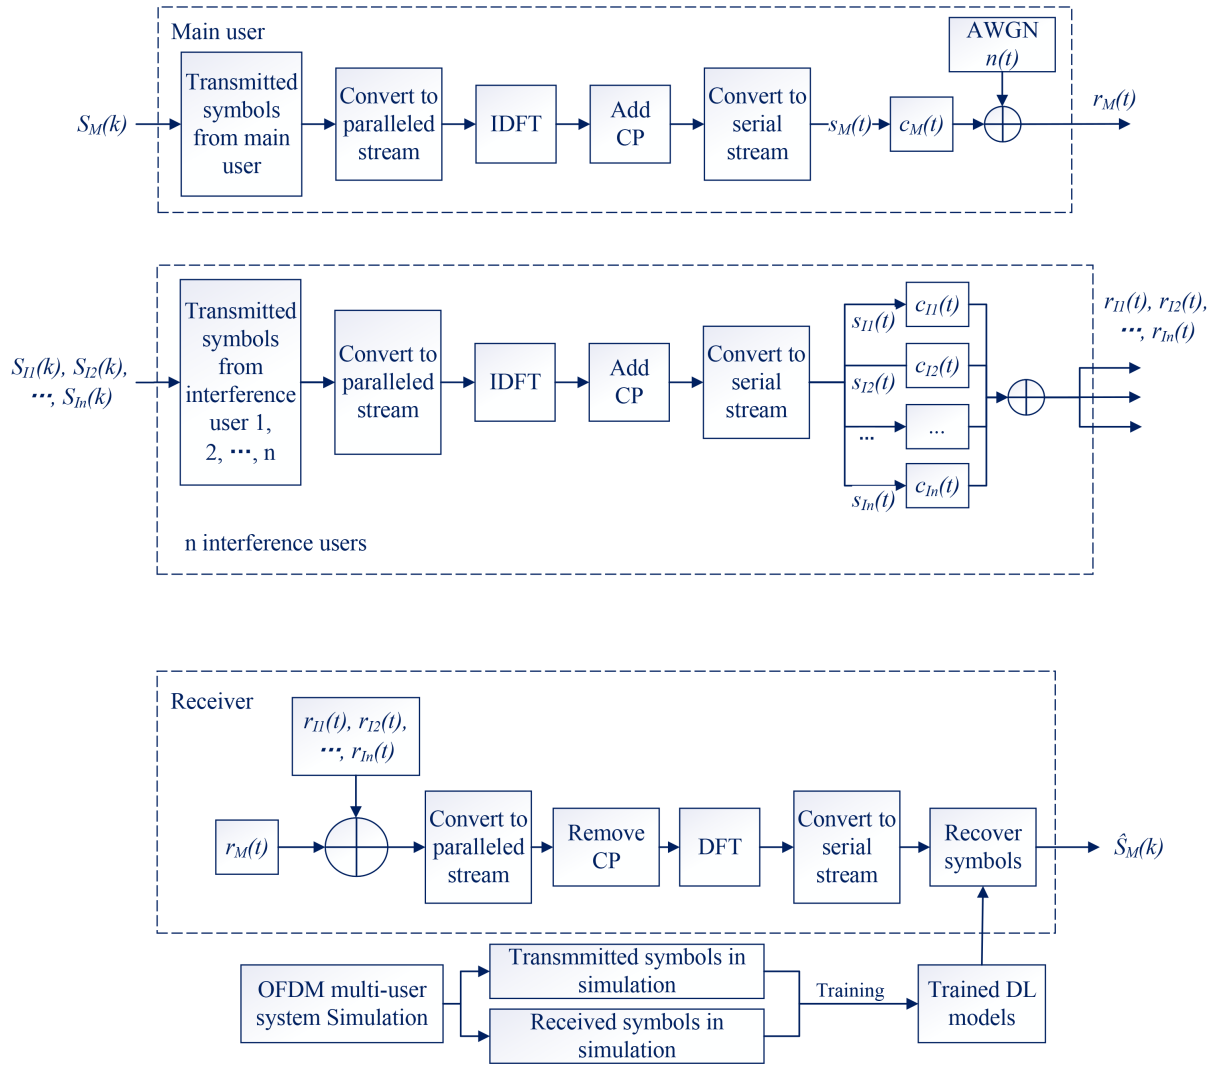 Main user
S_M(k)
Transmitted
symbols
from main
user
Convert to
paralleled
stream
IDFT
Add
CP
Convert to
serial
stream
s_M(t)
c_M(t)
AWGN
n(t)
r_M(t)
S_I1(k), S_I2(k),
···, S_In(k)
Transmitted
symbols
from
interference
user 1,
2, ···, n
Convert to
paralleled
stream
IDFT
Add
CP
Convert to
serial
stream
s_I1(t)
c_I1(t)
s_I2(t)
c_I2(t)
...
...
s_In(t)
c_In(t)
r_I1(t), r_I2(t),
···, r_In(t)
n interference users
Receiver
r_I1(t), r_I2(t),
···, r_In(t)
r_M(t)
Convert to
paralleled
stream
Remove
CP
DFT
Convert to
serial
stream
Recover
symbols
Ŝ_M(k)
OFDM multi-user
system Simulation
Transmmitted symbols in
simulation
Received symbols in
simulation
Training
Trained DL
models